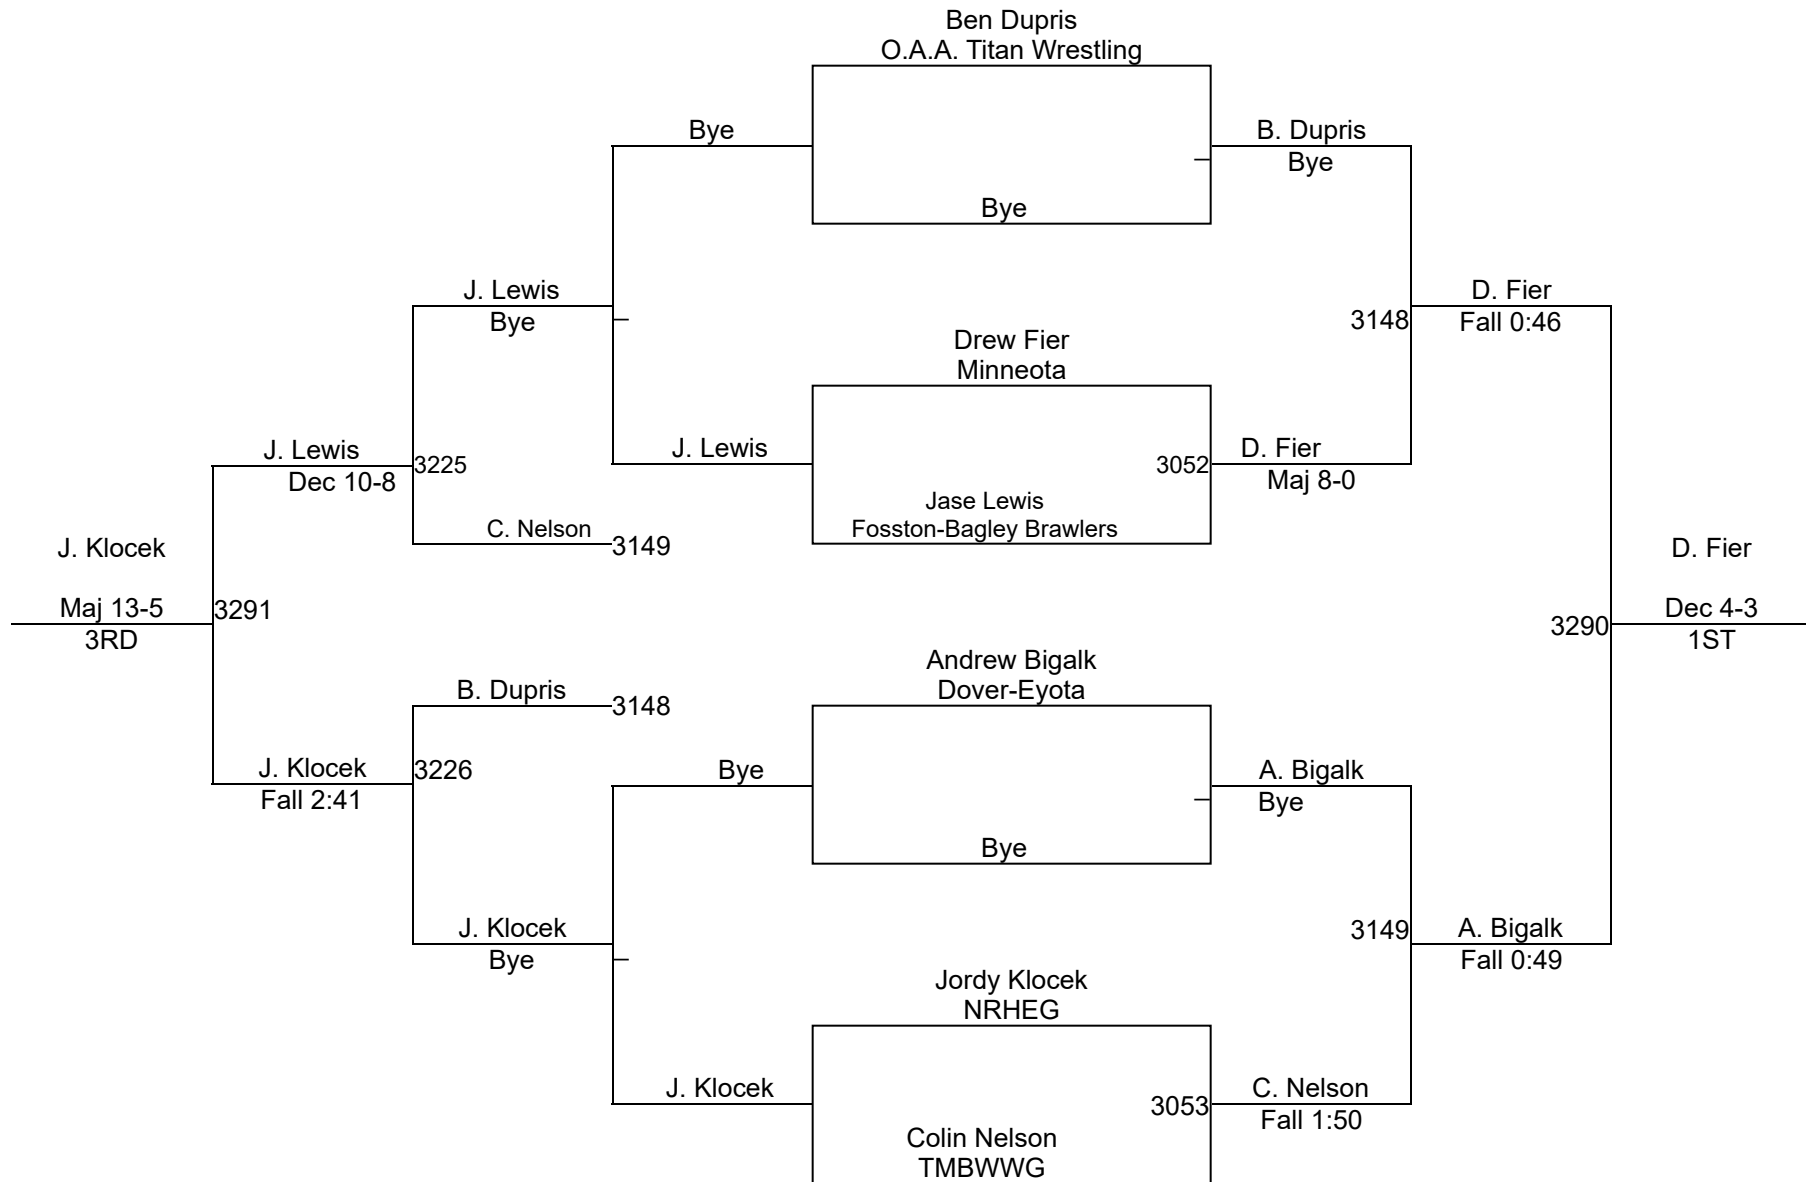 Ben Dupris
O.A.A. Titan Wrestling
Bye
B. Dupris
Bye
Bye
J. Lewis
Bye
D. Fier
3148
Fall 0:46
Drew Fier
Minneota
J. Lewis
Dec 10-8
3225
J. Lewis
3052
D. Fier
Maj 8-0
Jase Lewis
Fosston-Bagley Brawlers
C. Nelson
3149
J. Klocek
D. Fier
Maj 13-5
3291
3RD
Dec 4-3
3290
1ST
Andrew Bigalk
Dover-Eyota
B. Dupris
3148
J. Klocek
3226
Fall 2:41
Bye
A. Bigalk
Bye
Bye
J. Klocek
Bye
3149
A. Bigalk
Fall 0:49
Jordy Klocek
NRHEG
J. Klocek
3053
C. Nelson
Fall 1:50
Colin Nelson
TMBWWG